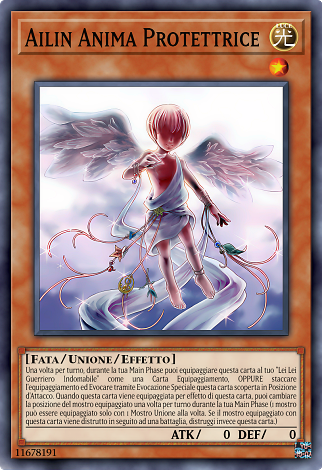 Ailin Anima Protettrice
光
[Fata/Unione/Effetto]
Una volta per turno, durante la tua Main Phase puoi equipaggiare questa carta al tuo "Lei Lei
Guerriero Indomabile" come una Carta Equipaggiamento, OPPURE staccare
l'equipaggiamento ed Evocare tramite Evocazione Speciale questa carta scoperta in Posizione
d'Attacco. Quando questa carta viene equipaggiata per effetto di questa carta, puoi cambiare
la posizione del mostro equipaggiato una volta per turno durante la tua Main Phase (1 mostro
può essere equipaggiato solo con 1 Mostro Unione alla volta. Se il mostro equipaggiato con
questa carta viene distrutto in seguito ad una battaglia, distruggi invece questa carta.)
ATK/ 0 DEF/ 0
11678191